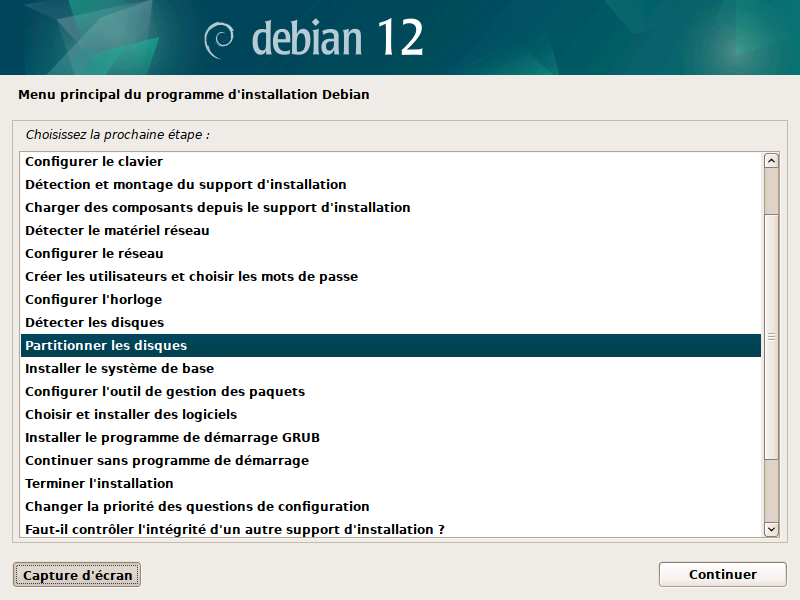 debian 12
Menu principal du programme d'installation Debian
Choisissez la prochaine étape :
Configurer le clavier
Détection et montage du support d'installation
Charger des composants depuis le support d'installation
Détecter le matériel réseau
Configurer le réseau
Créer les utilisateurs et choisir les mots de passe
Configurer l'horloge
Détecter les disques
Partitionner les disques
Installer le système de base
Configurer l'outil de gestion des paquets
Choisir et installer des logiciels
Installer le programme de démarrage GRUB
Continuer sans programme de démarrage
Terminer l'installation
Changer la priorité des questions de configuration
Faut-il contrôler l'intégrité d'un autre support d'installation ?
Capture d'écran
Continuer